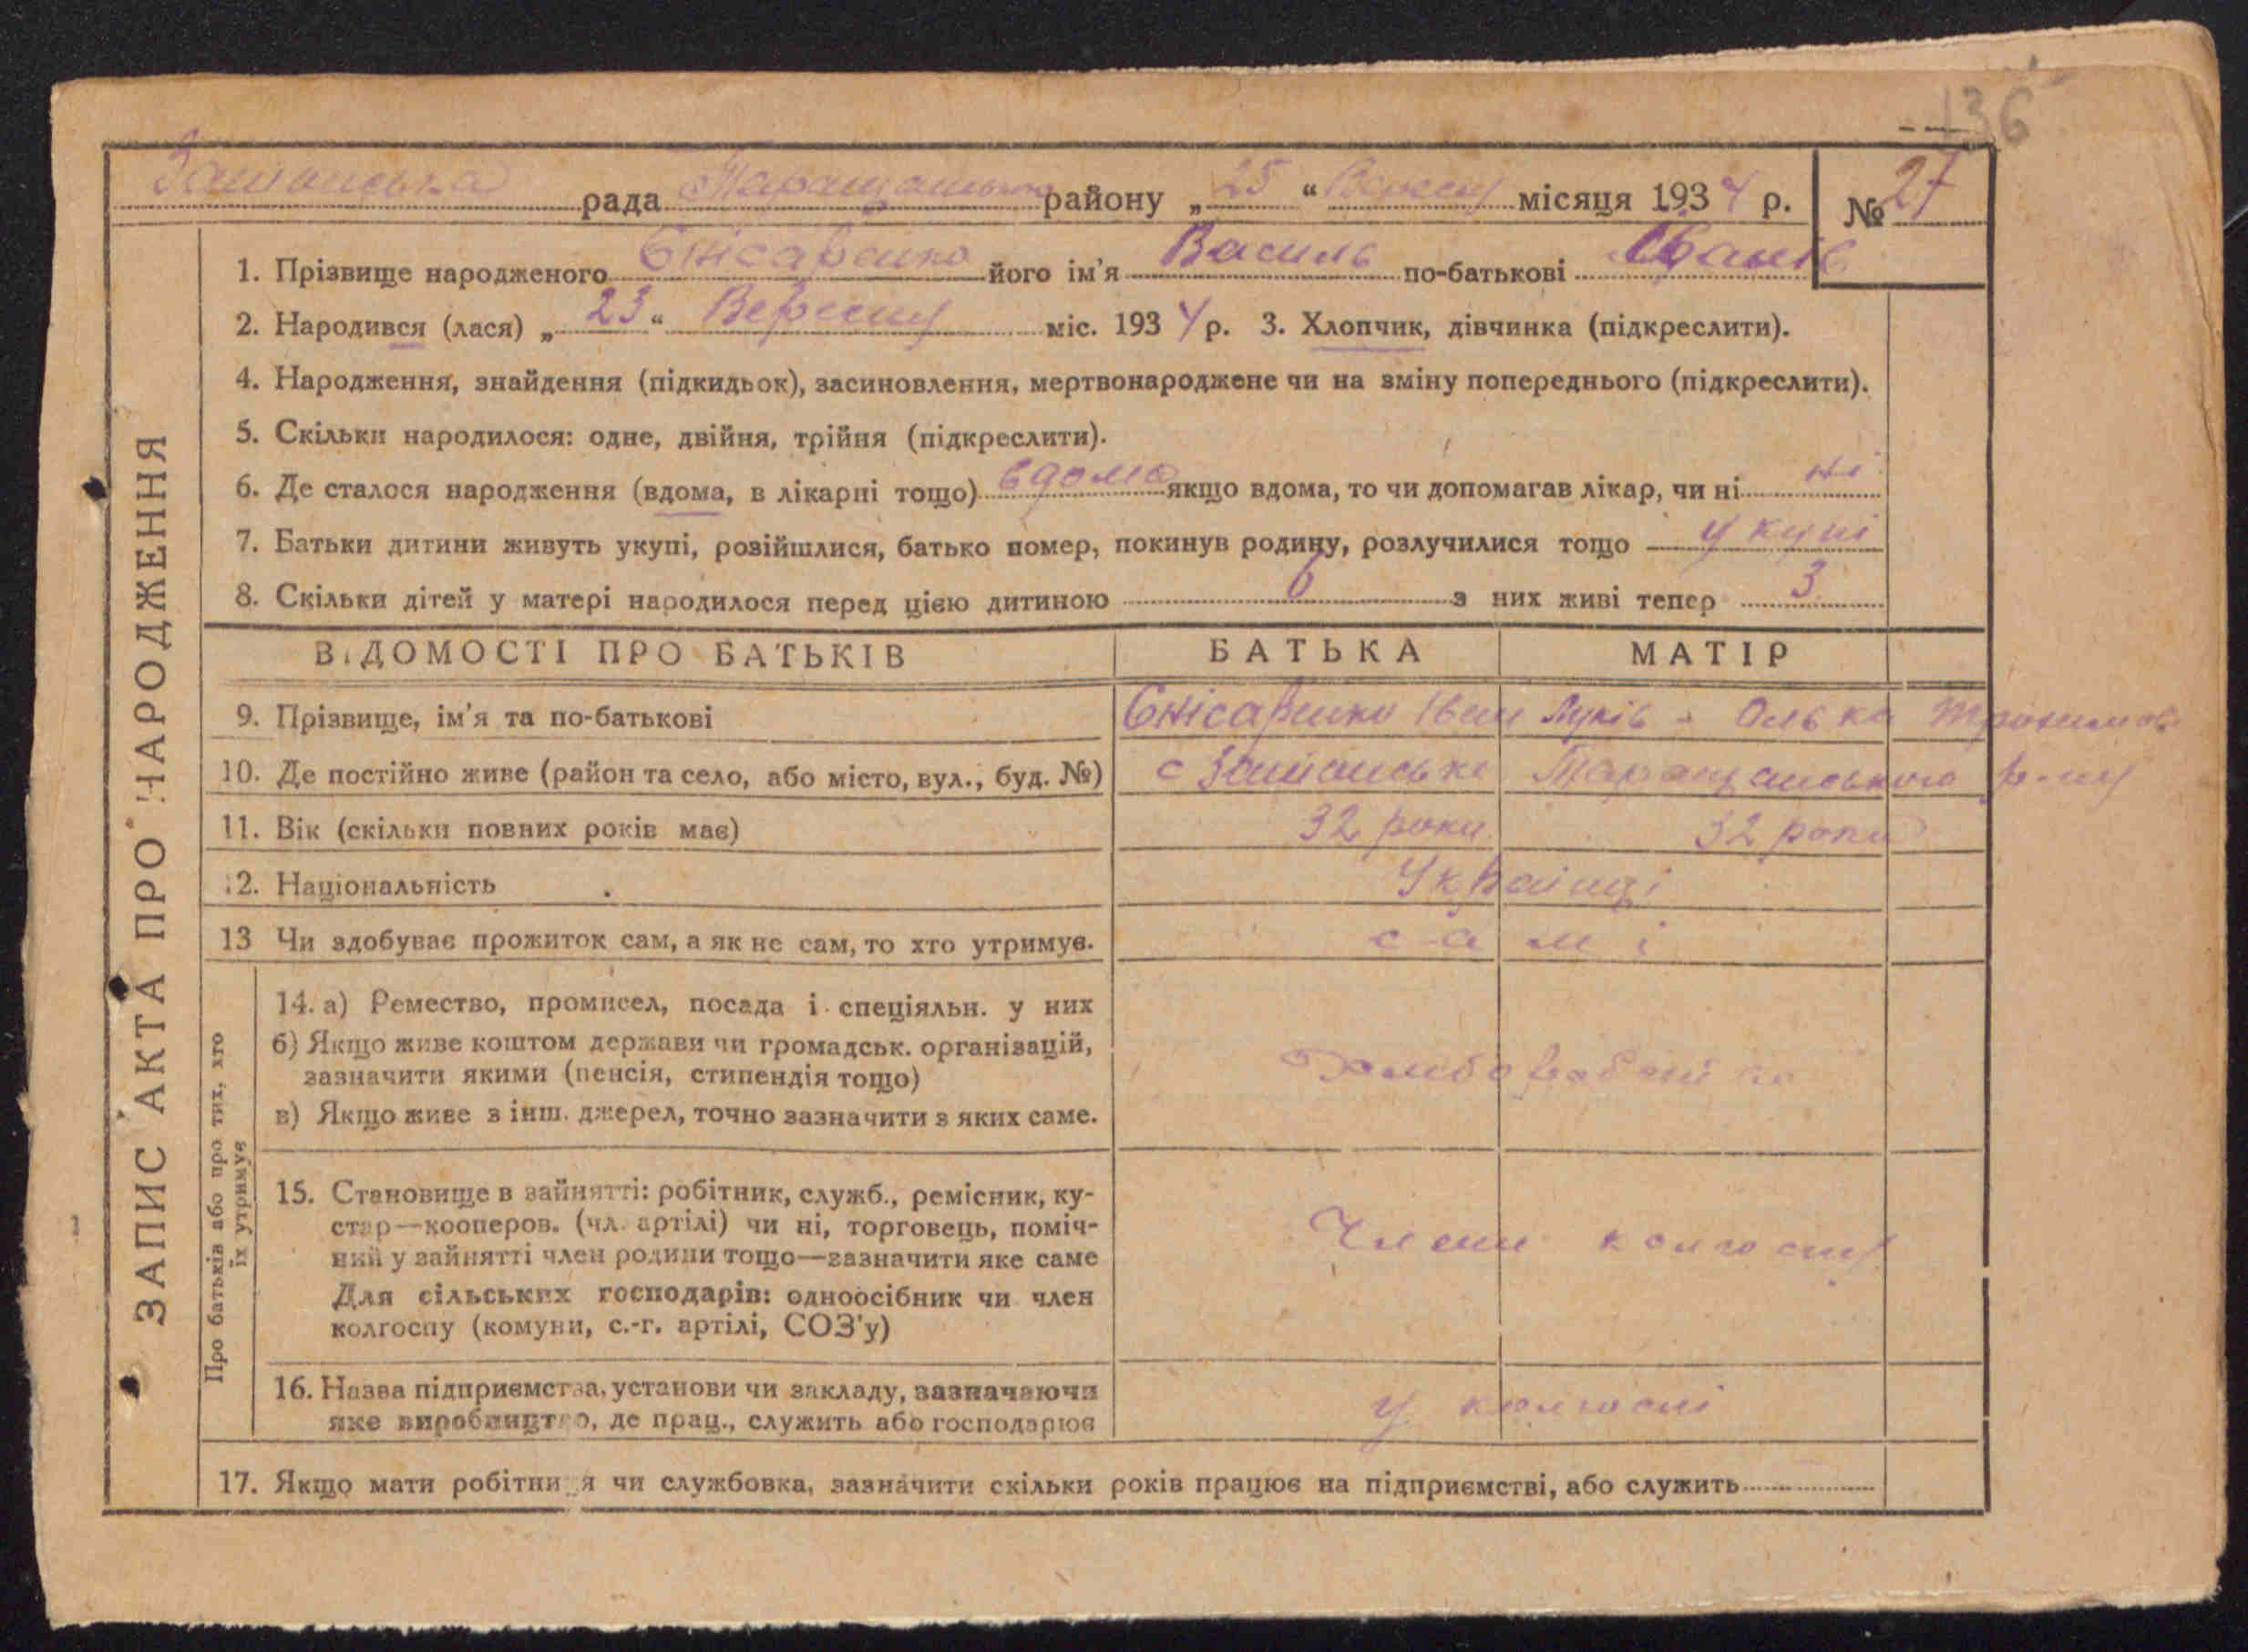 136
рада Таращанського району „ 25 “ Вересня місяця 1934 р. № 27
1. Прізвище народженого Єнісаренко його ім'я Василь по-батькові Іванів
2. Народився (лася) „ 23 “ Вересня міс. 1934 р. 3. Хлопчик, дівчинка (підкреслити).
4. Народження, знайдення (підкидьок), засиновлення, мертвонароджене чи на зміну попереднього (підкреслити).
5. Скільки народилося: одне, двійня, трійня (підкреслити).
6. Де сталося народження (вдома, в лікарні тощо) вдома якщо вдома, то чи допомагав лікар, чи ні ні
7. Батьки дитини живуть укупі, розійшлися, батько помер, покинув родину, розлучилися тощо укупі
8. Скільки дітей у матері народилося перед цією дитиною 6 з них живі тепер 3
ВІДОМОСТІ ПРО БАТЬКІВ БАТЬКА МАТІР
9. Прізвище, ім'я та по-батькові Єнісаренко Іван Луків - Олька
10. Де постійно живе (район та село, або місто, вул., буд. №) с Таращанського р-ну
11. Вік (скільки повних років має) 32 роки 32 роки
12. Національність Українці
13 Чи здобуває прожиток сам, а як не сам, то хто утримує. самі
14. а) Ремество, промисел, посада і спеціяльн. у них
б) Якщо живе коштом держави чи громадськ. організацій,
зазначити якими (пенсія, стипендія тощо)
в) Якщо живе з інш. джерел, точно зазначити з яких саме.
15. Становище в зайнятті: робітник, служб., ремісник, ку-
стар—кооперов. (чл. артілі) чи ні, торговець, поміч-
ний у зайнятті член родини тощо—зазначити яке саме
Члени колгоспу
Для сільських господарів: одноосібник чи член
колгоспу (комуни, с.-г. артілі, СОЗ'у)
16. Назва підприємства, установи чи закладу, зазначаючи
яке виробництво, де прац., служить або господарює
у колгоспі
17. Якщо мати робітниця чи службовка, зазначити скільки років працює на підприємстві, або служить
ЗАПИС АКТА ПРО НАРОДЖЕННЯ
Про батьків або про тих, хто
їх утримує